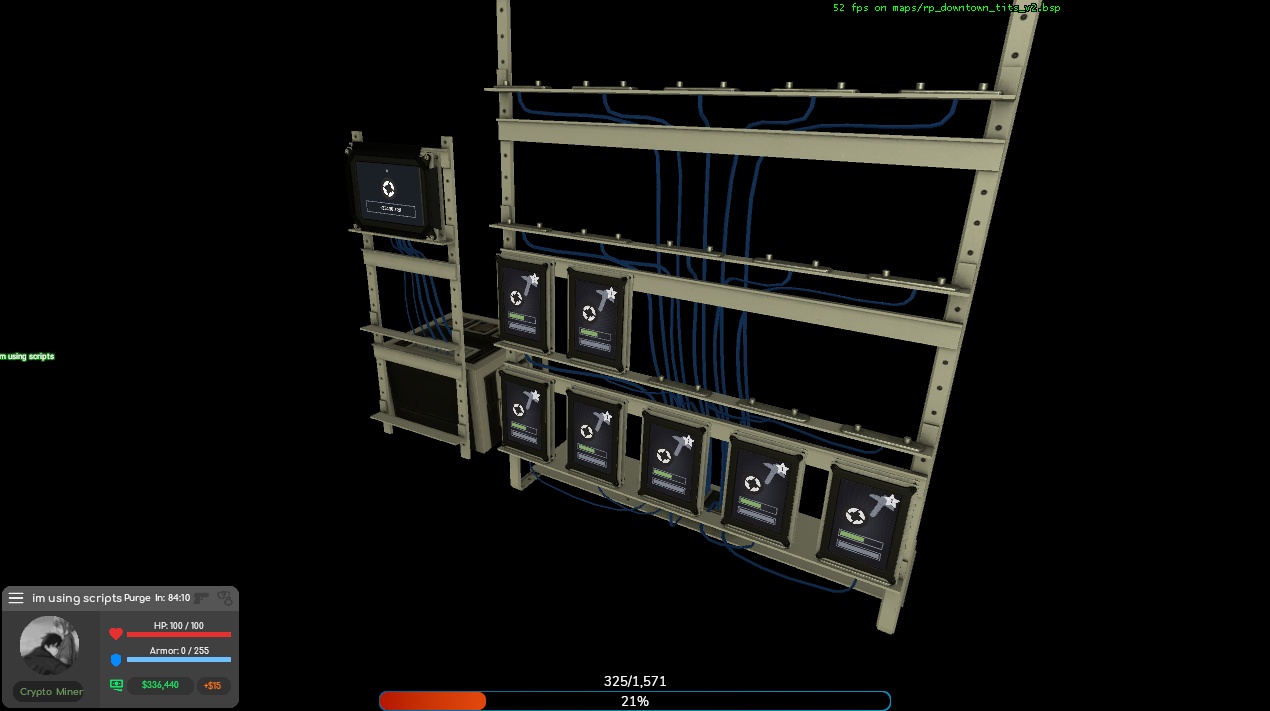 52 fps on maps/rp_downtown_tits_v2.bsp
m using scripts
im using scripts Purge In: 84:10
HP: 100 / 100
Armor: 0 / 255
Crypto Miner
$336,440
+$15
325/1,571
21%